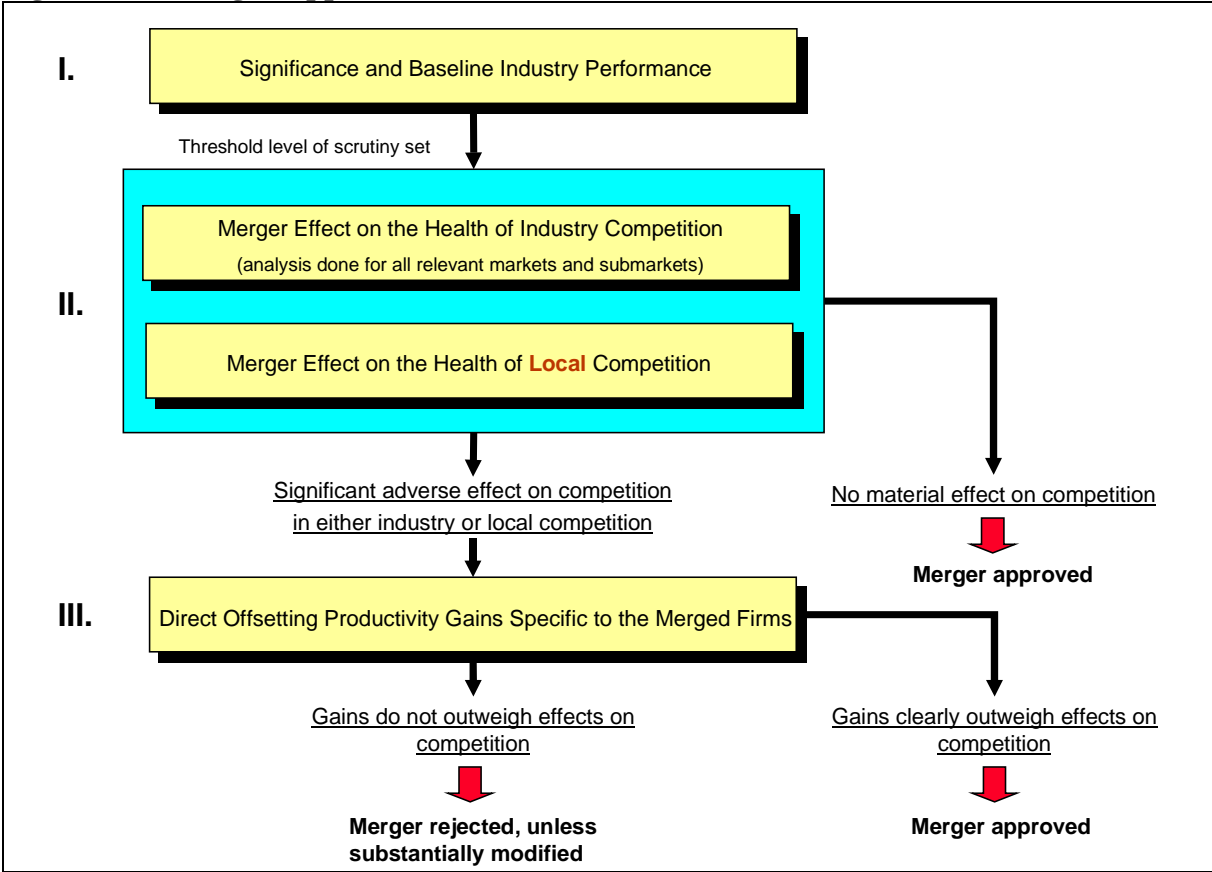 I.
Significance and Baseline Industry Performance
Threshold level of scrutiny set
Merger Effect on the Health of Industry Competition
(analysis done for all relevant markets and submarkets)
II.
Merger Effect on the Health of Local Competition
Significant adverse effect on competition
in either industry or local competition
No material effect on competition
Merger approved
III.
Direct Offsetting Productivity Gains Specific to the Merged Firms
Gains do not outweigh effects on
competition
Gains clearly outweigh effects on
competition
Merger rejected, unless
substantially modified
Merger approved